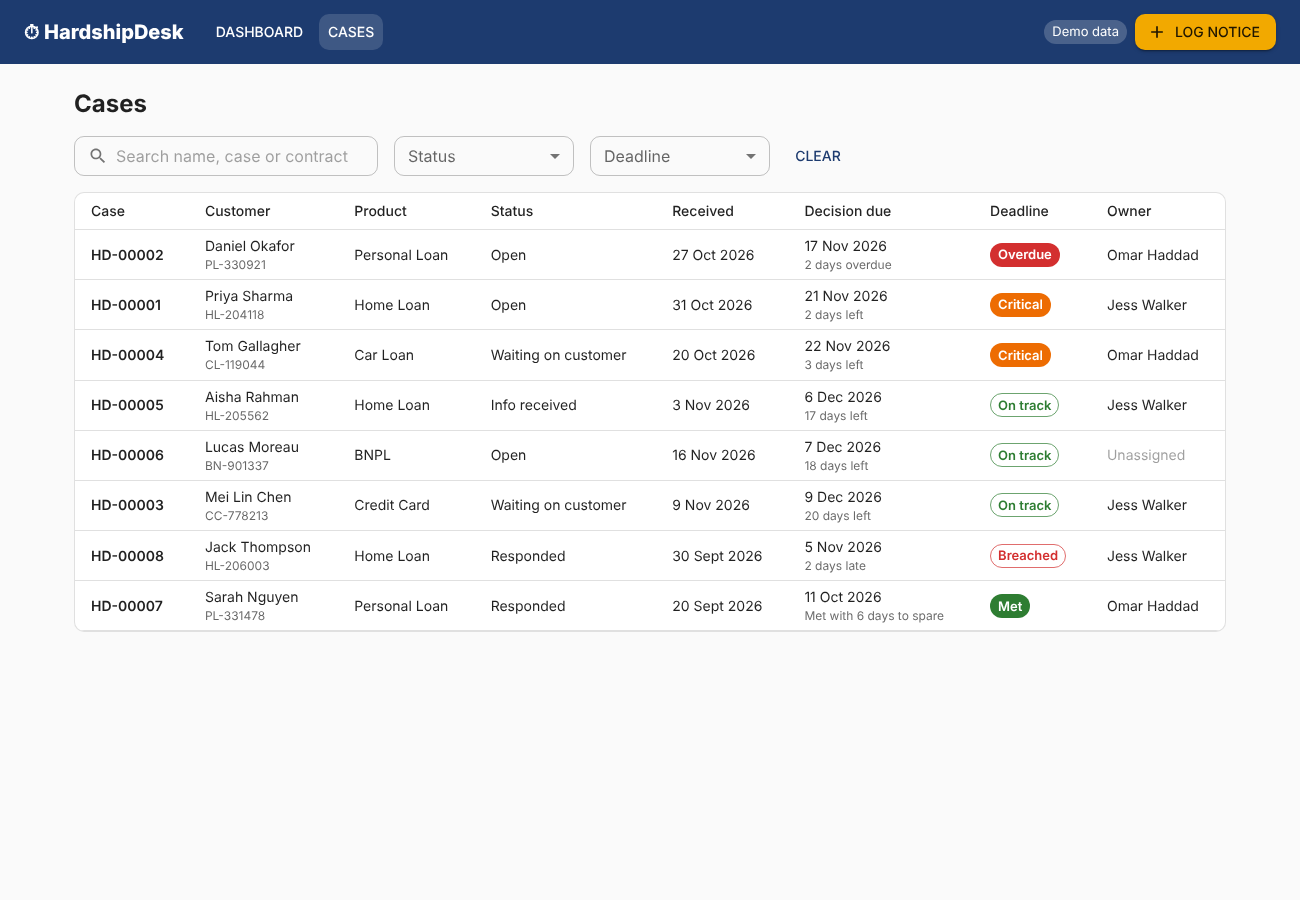 HardshipDesk DASHBOARD CASES Demo data + LOG NOTICE
Cases
Search name, case or contract Status Deadline CLEAR
Case Customer Product Status Received Decision due Deadline Owner
HD-00002 Daniel Okafor Personal Loan Open 27 Oct 2026 17 Nov 2026 Overdue Omar Haddad
PL-330921 2 days overdue
HD-00001 Priya Sharma Home Loan Open 31 Oct 2026 21 Nov 2026 Critical Jess Walker
HL-204118 2 days left
HD-00004 Tom Gallagher Car Loan Waiting on customer 20 Oct 2026 22 Nov 2026 Critical Omar Haddad
CL-119044 3 days left
HD-00005 Aisha Rahman Home Loan Info received 3 Nov 2026 6 Dec 2026 On track Jess Walker
HL-205562 17 days left
HD-00006 Lucas Moreau BNPL Open 16 Nov 2026 7 Dec 2026 On track Unassigned
BN-901337 18 days left
HD-00003 Mei Lin Chen Credit Card Waiting on customer 9 Nov 2026 9 Dec 2026 On track Jess Walker
CC-778213 20 days left
HD-00008 Jack Thompson Home Loan Responded 30 Sept 2026 5 Nov 2026 Breached Jess Walker
HL-206003 2 days late
HD-00007 Sarah Nguyen Personal Loan Responded 20 Sept 2026 11 Oct 2026 Met Omar Haddad
PL-331478 Met with 6 days to spare